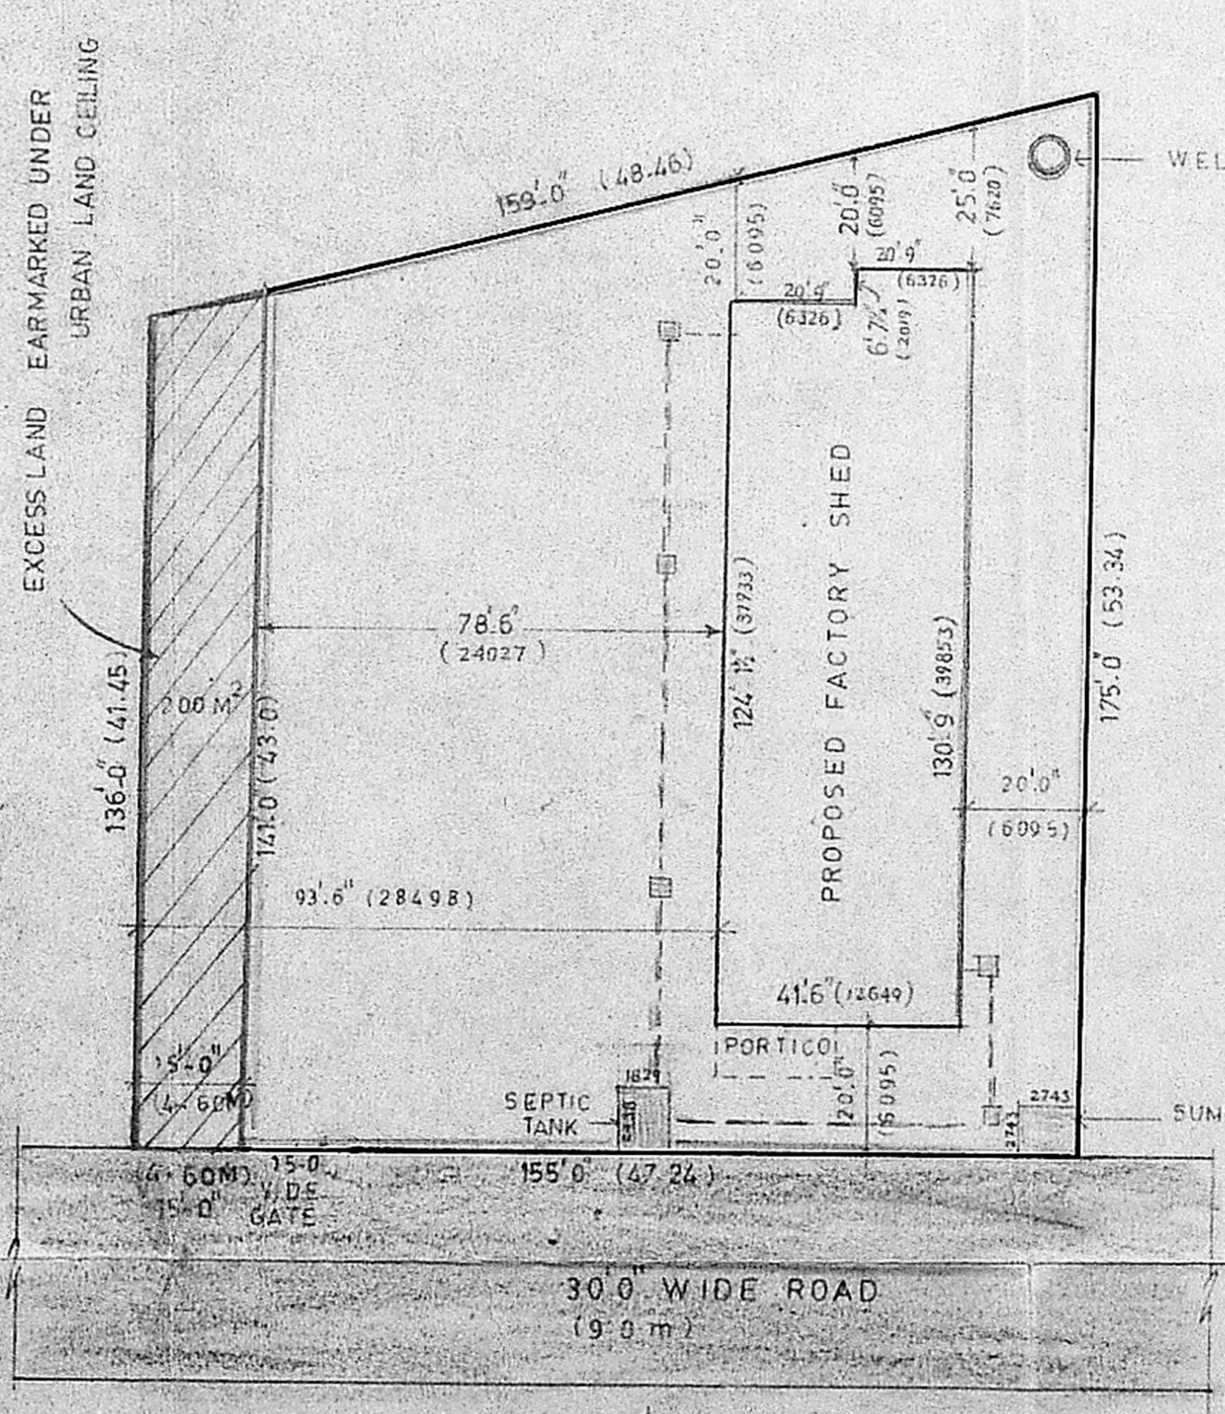 EXCESS LAND EARMARKED UNDER
URBAN LAND CEILING
159'-0" (48.46)
WEL
20'.0"
(6095)
20'.0"
(6095)
25'.0"
(7620)
20'.9"
(6326)
20'.9"
(6326)
6'.7½"
(2019)
PROPOSED FACTORY SHED
78'.6"
(24027)
124' 1½" (37933)
130'-9" (39853)
175'.0" (53.34)
136'-0" (41.45)
200 M²
141.0 (43.0)
20'.0"
(6095)
93'.6" (28498)
41'.6" (12649)
PORTICO
20'.0"
(6095)
15'-0"
(4.60M)
SEPTIC
TANK
1829
2743
2743
SUM
(4.60M)
15'-0"
15-0
WIDE
GATE
155'.0" (47.24)
30'0" WIDE ROAD
(9.0m)